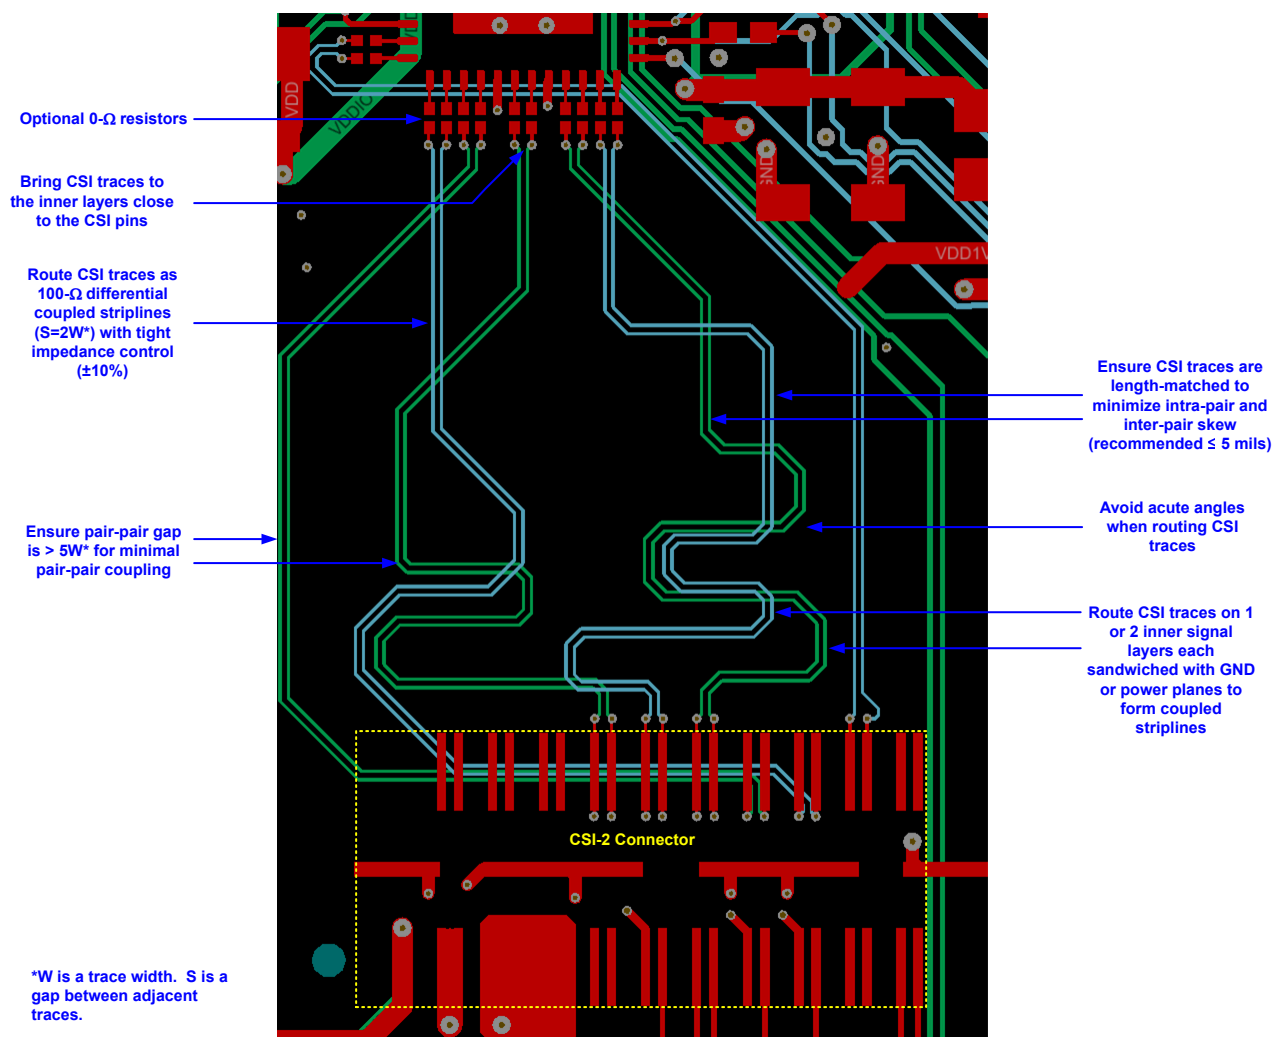 VDD
VDDIO
GND
GND
VDD1V
Optional 0-Ω resistors
Bring CSI traces to
the inner layers close
to the CSI pins
Route CSI traces as
100-Ω differential
coupled striplines
(S=2W*) with tight
impedance control
(±10%)
Ensure pair-pair gap
is > 5W* for minimal
pair-pair coupling
Ensure CSI traces are
length-matched to
minimize intra-pair and
inter-pair skew
(recommended ≤ 5 mils)
Avoid acute angles
when routing CSI
traces
Route CSI traces on 1
or 2 inner signal
layers each
sandwiched with GND
or power planes to
form coupled
striplines
CSI-2 Connector
*W is a trace width. S is a
gap between adjacent
traces.